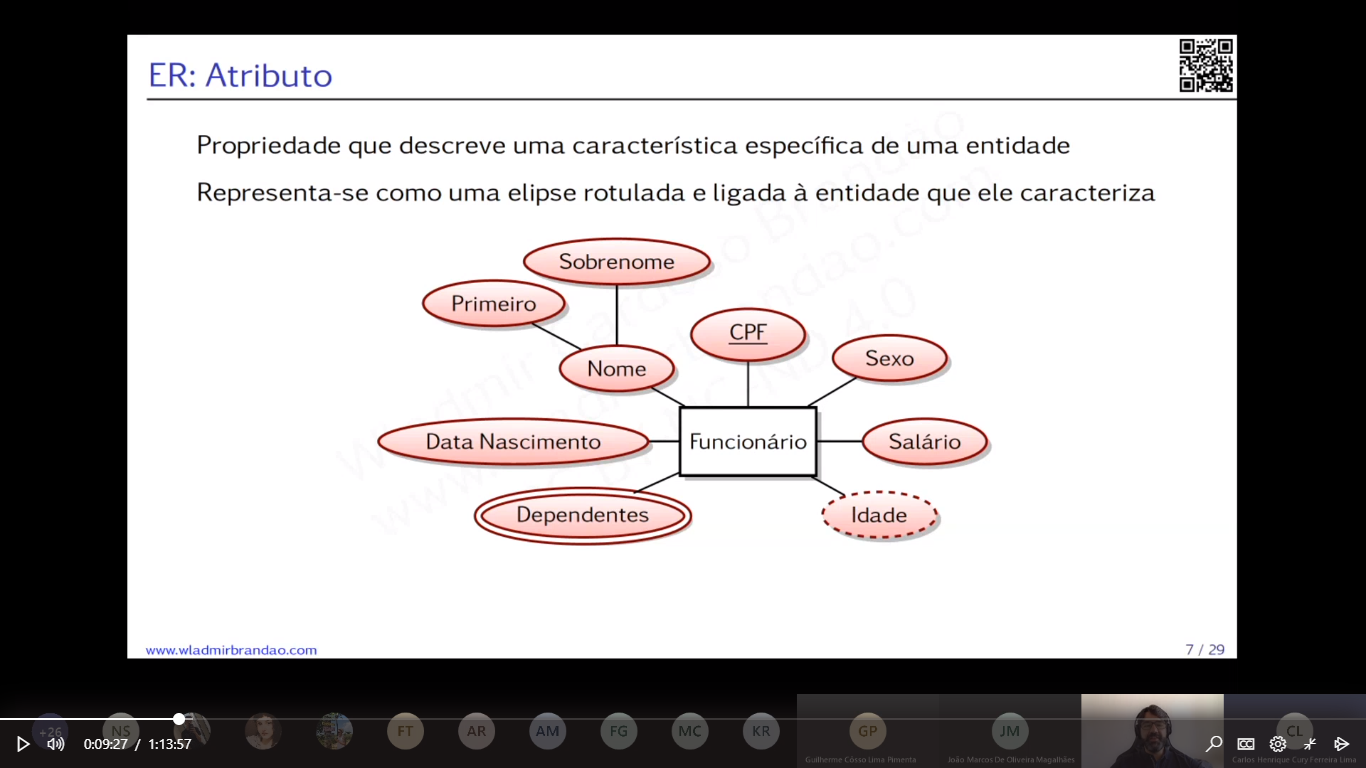 ER: Atributo
Propriedade que descreve uma característica específica de uma entidade
Representa-se como uma elipse rotulada e ligada à entidade que ele caracteriza
Sobrenome
Primeiro
CPF
Nome
Sexo
Data Nascimento
Funcionário
Salário
Dependentes
Idade
www.wladmirbrandao.com
7 / 29
+26
NS
FT
AR
AM
FG
MC
KR
GP
JM
CL
0:09:27 / 1:13:57
Guilherme Cósso Lima Pimenta
João Marcos De Oliveira Magalhães
Carlos Henrique Cury Ferreira Lima
CC